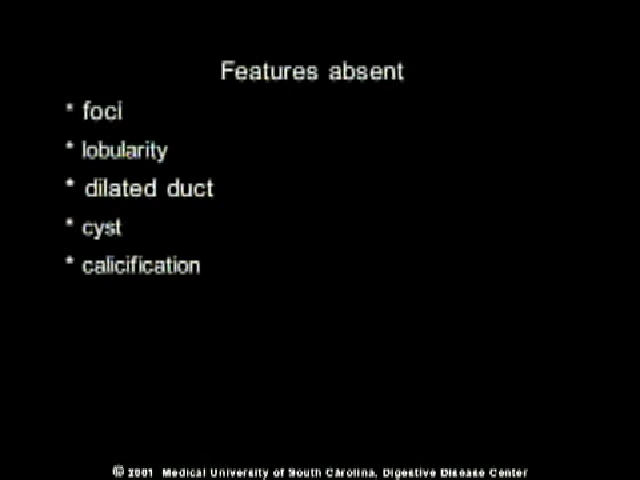 Features absent
* foci
* lobularity
* dilated duct
* cyst
* calicification
© 2001 Medical University of South Carolina, Digestive Disease Center